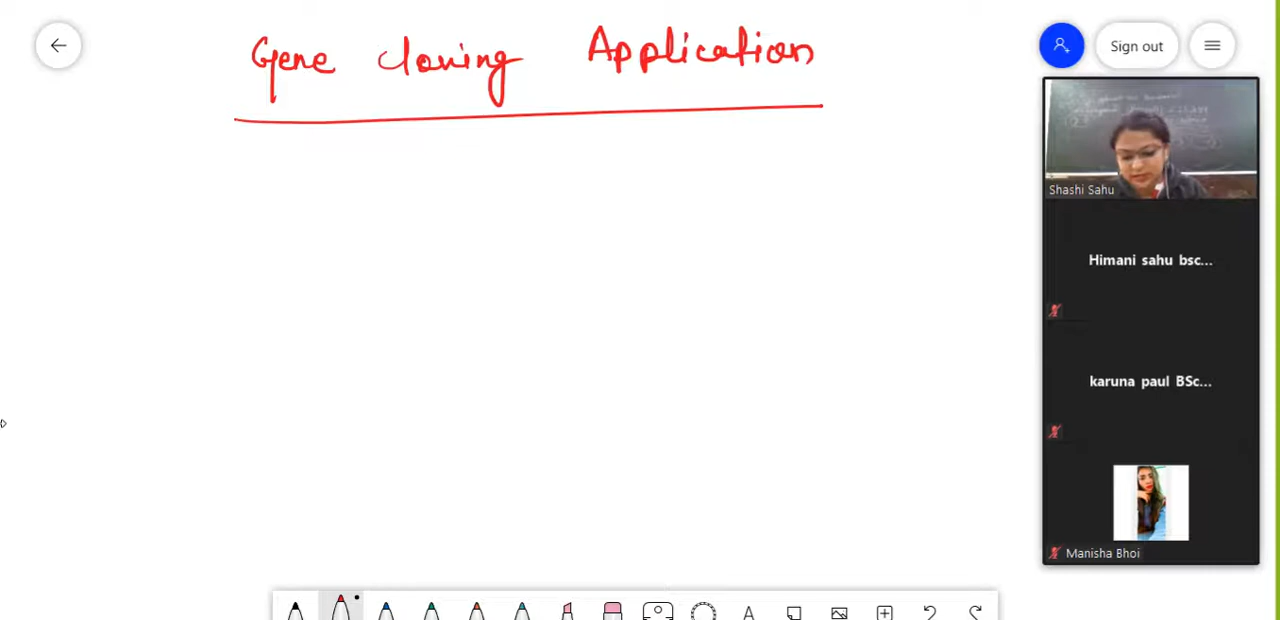 Gene cloning Application
Sign out
Shashi Sahu
Himani sahu bsc...
karuna paul BSc...
Manisha Bhoi
A